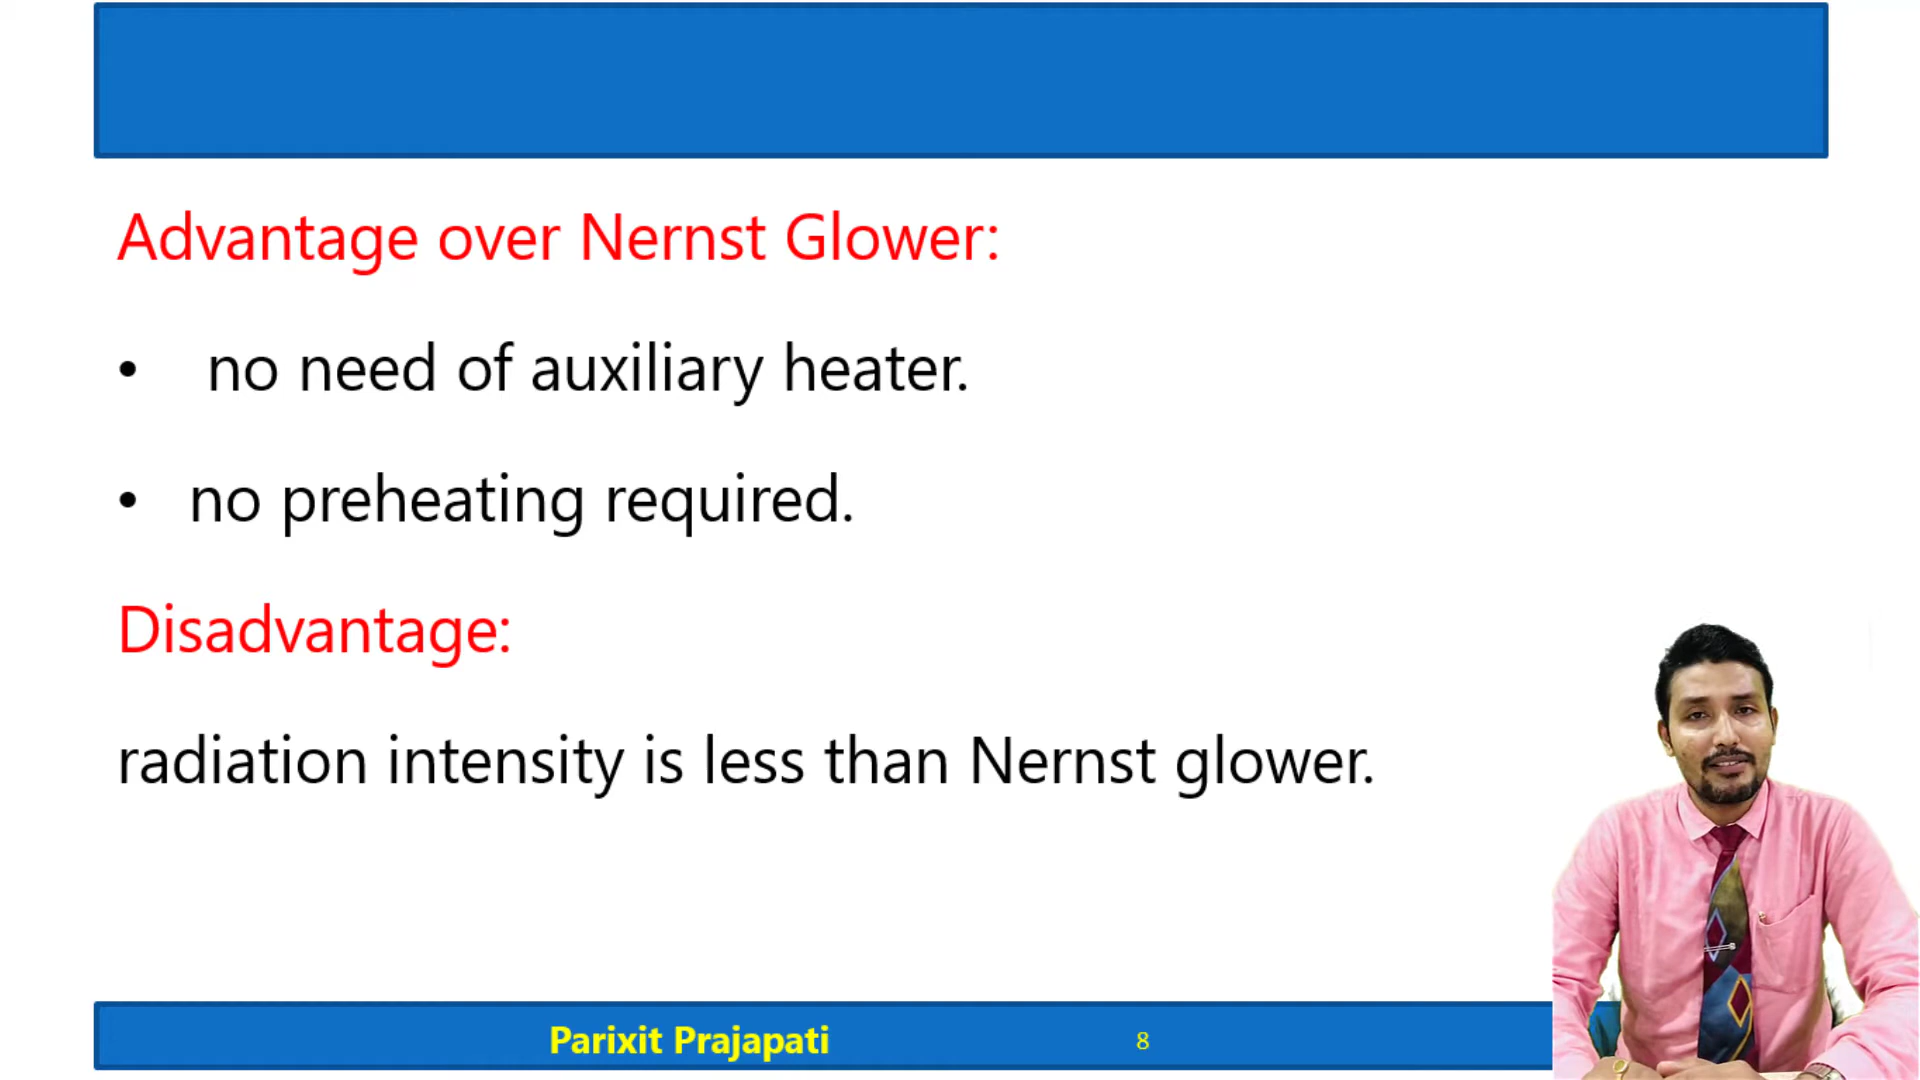 Advantage over Nernst Glower:
• no need of auxiliary heater.
• no preheating required.
Disadvantage:
radiation intensity is less than Nernst glower.
Parixit Prajapati
8